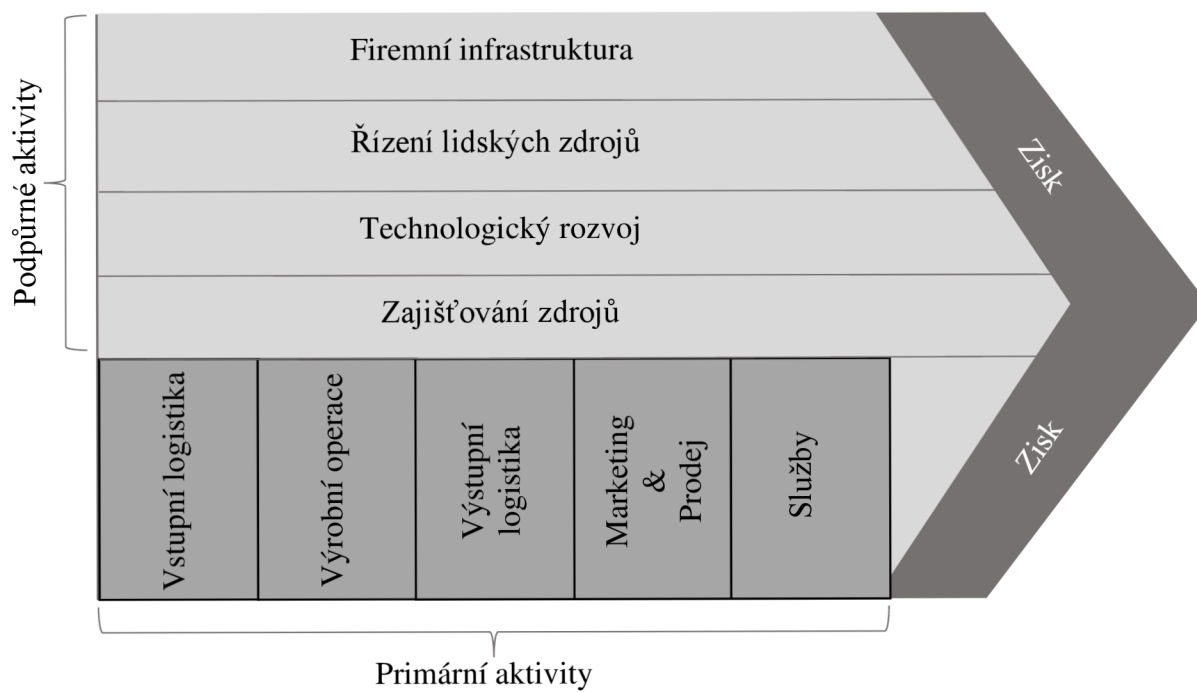 Podpůrné aktivity
Firemní infrastruktura
Řízení lidských zdrojů
Technologický rozvoj
Zajišťování zdrojů
Zisk
Vstupní logistika
Výrobní operace
Výstupní
logistika
Marketing
&
Prodej
Služby
Zisk
Primární aktivity